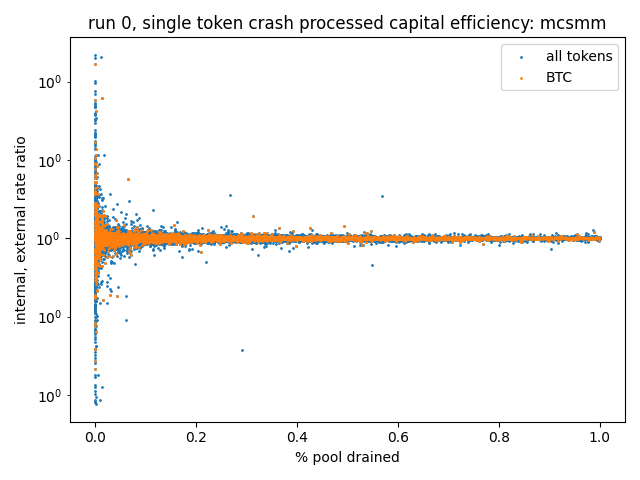 run 0, single token crash processed capital efficiency: mcsmm
all tokens
BTC
internal, external rate ratio
10⁰
10⁰
10⁰
10⁰
10⁰
0.0 0.2 0.4 0.6 0.8 1.0
% pool drained